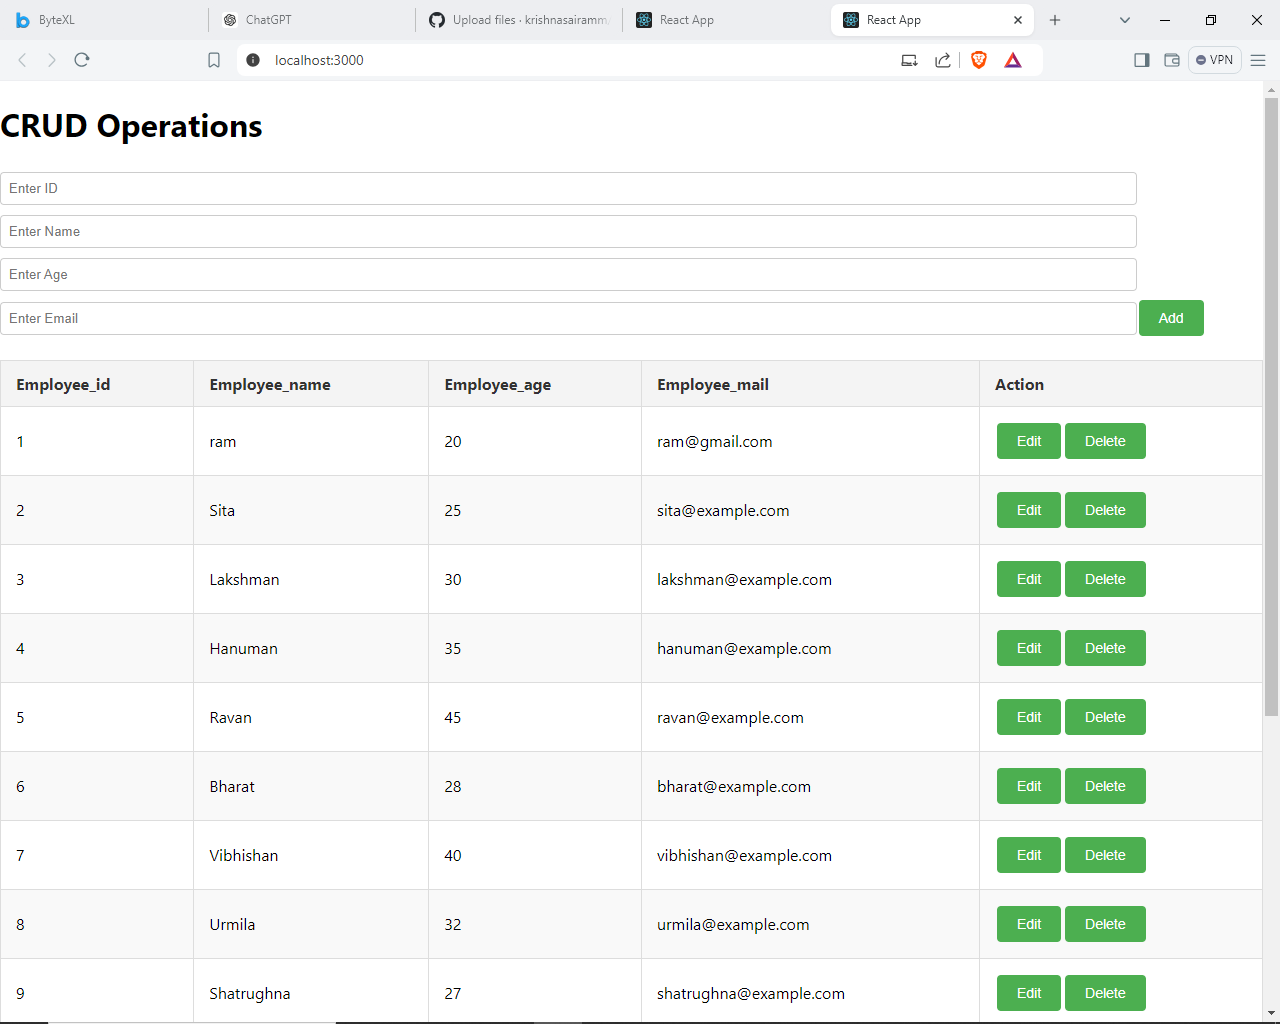 ByteXL ChatGPT Upload files · krishnasairamm React App React App
localhost:3000 VPN
CRUD Operations
Enter ID
Enter Name
Enter Age
Enter Email Add
Employee_id Employee_name Employee_age Employee_mail Action
1 ram 20 ram@gmail.com Edit Delete
2 Sita 25 sita@example.com Edit Delete
3 Lakshman 30 lakshman@example.com Edit Delete
4 Hanuman 35 hanuman@example.com Edit Delete
5 Ravan 45 ravan@example.com Edit Delete
6 Bharat 28 bharat@example.com Edit Delete
7 Vibhishan 40 vibhishan@example.com Edit Delete
8 Urmila 32 urmila@example.com Edit Delete
9 Shatrughna 27 shatrughna@example.com Edit Delete